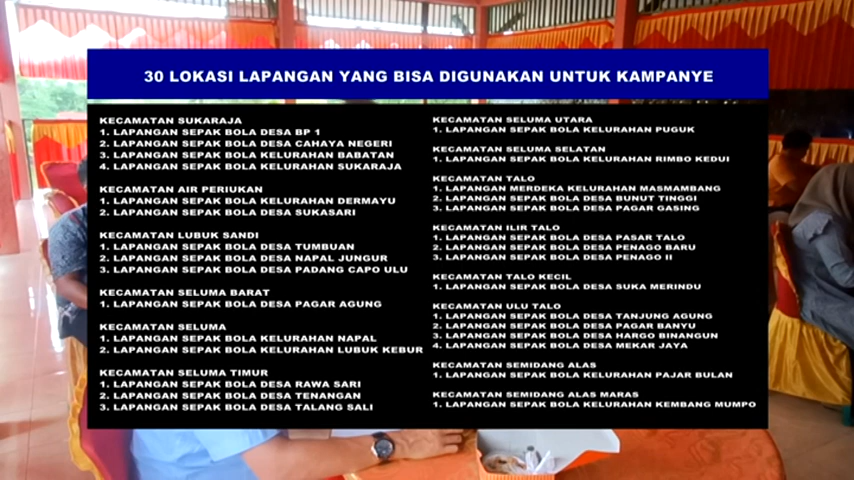 30 LOKASI LAPANGAN YANG BISA DIGUNAKAN UNTUK KAMPANYE
KECAMATAN SUKARAJA
1. LAPANGAN SEPAK BOLA DESA BP 1
2. LAPANGAN SEPAK BOLA DESA CAHAYA NEGERI
3. LAPANGAN SEPAK BOLA KELURAHAN BABATAN
4. LAPANGAN SEPAK BOLA KELURAHAN SUKARAJA
KECAMATAN AIR PERIUKAN
1. LAPANGAN SEPAK BOLA KELURAHAN DERMAYU
2. LAPANGAN SEPAK BOLA DESA SUKASARI
KECAMATAN LUBUK SANDI
1. LAPANGAN SEPAK BOLA DESA TUMBUAN
2. LAPANGAN SEPAK BOLA DESA NAPAL JUNGUR
3. LAPANGAN SEPAK BOLA DESA PADANG CAPO ULU
KECAMATAN SELUMA BARAT
1. LAPANGAN SEPAK BOLA DESA PAGAR AGUNG
KECAMATAN SELUMA
1. LAPANGAN SEPAK BOLA KELURAHAN NAPAL
2. LAPANGAN SEPAK BOLA KELURAHAN LUBUK KEBUR
KECAMATAN SELUMA TIMUR
1. LAPANGAN SEPAK BOLA DESA RAWA SARI
2. LAPANGAN SEPAK BOLA DESA TENANGAN
3. LAPANGAN SEPAK BOLA DESA TALANG SALI
KECAMATAN SELUMA UTARA
1. LAPANGAN SEPAK BOLA KELURAHAN PUGUK
KECAMATAN SELUMA SELATAN
1. LAPANGAN SEPAK BOLA KELURAHAN RIMBO KEDUI
KECAMATAN TALO
1. LAPANGAN MERDEKA KELURAHAN MASMAMBANG
2. LAPANGAN SEPAK BOLA DESA BUNUT TINGGI
3. LAPANGAN SEPAK BOLA DESA PAGAR GASING
KECAMATAN ILIR TALO
1. LAPANGAN SEPAK BOLA DESA PASAR TALO
2. LAPANGAN SEPAK BOLA DESA PENAGO BARU
3. LAPANGAN SEPAK BOLA DESA PENAGO II
KECAMATAN TALO KECIL
1. LAPANGAN SEPAK BOLA DESA SUKA MERINDU
KECAMATAN ULU TALO
1. LAPANGAN SEPAK BOLA DESA TANJUNG AGUNG
2. LAPANGAN SEPAK BOLA DESA PAGAR BANYU
3. LAPANGAN SEPAK BOLA DESA HARGO BINANGUN
4. LAPANGAN SEPAK BOLA DESA MEKAR JAYA
KECAMATAN SEMIDANG ALAS
1. LAPANGAN SEPAK BOLA KELURAHAN PAJAR BULAN
KECAMATAN SEMIDANG ALAS MARAS
1. LAPANGAN SEPAK BOLA KELURAHAN KEMBANG MUMPO